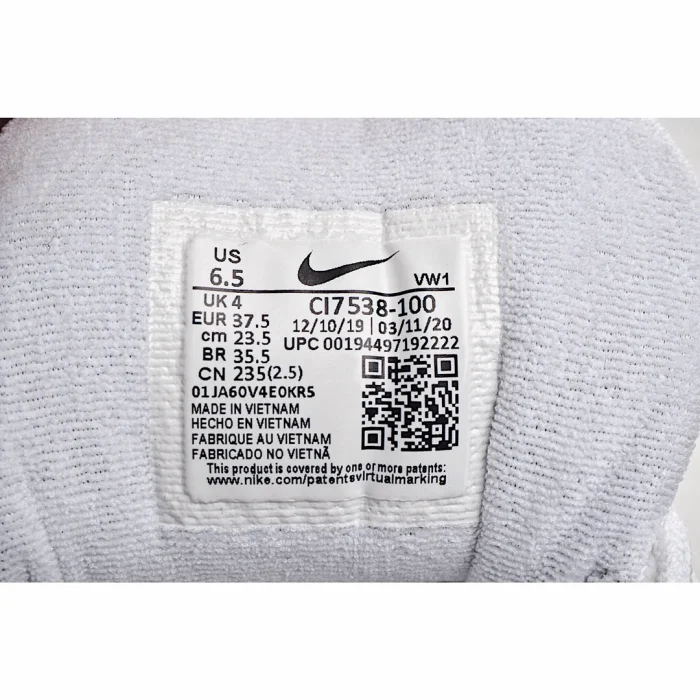 US
6.5
VW1
UK 4
CI7538-100
EUR 37.5
12/10/19 | 03/11/20
cm 23.5
UPC 00194497192222
BR 35.5
CN 235(2.5)
01JA60V4E0KR5
MADE IN VIETNAM
HECHO EN VIETNAM
FABRIQUE AU VIETNAM
FABRICADO NO VIETNÃ
This product is covered by one or more patents:
www.nike.com/patentsvirtualmarking